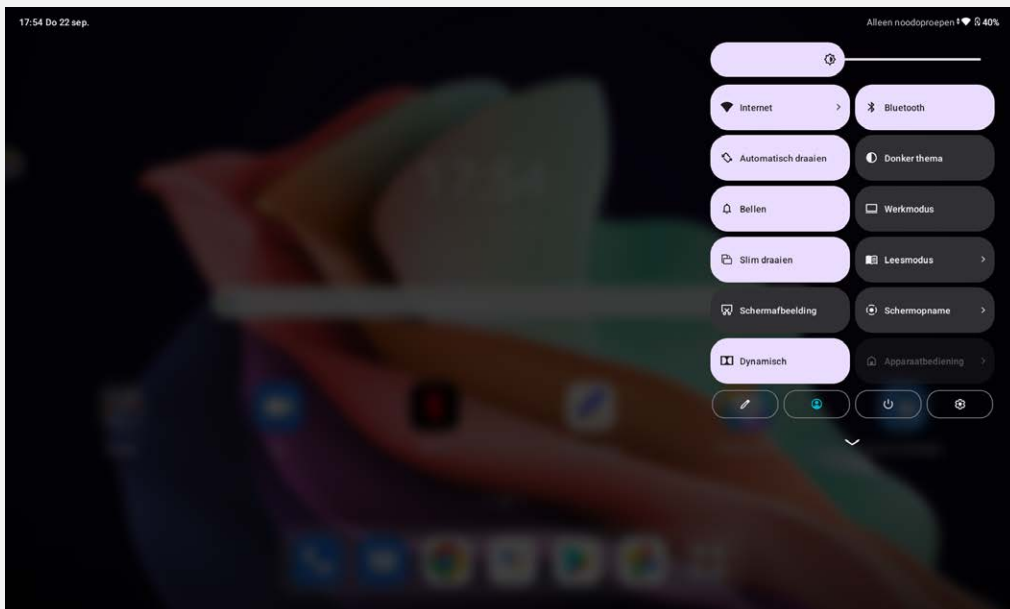 17:54 Do 22 sep.
Alleen noodoproepen 40%
Internet
Bluetooth
Automatisch draaien
Donker thema
Bellen
Werkmodus
Slim draaien
Leesmodus
Schermafbeelding
Schermopname
Dynamisch
Apparaatbediening